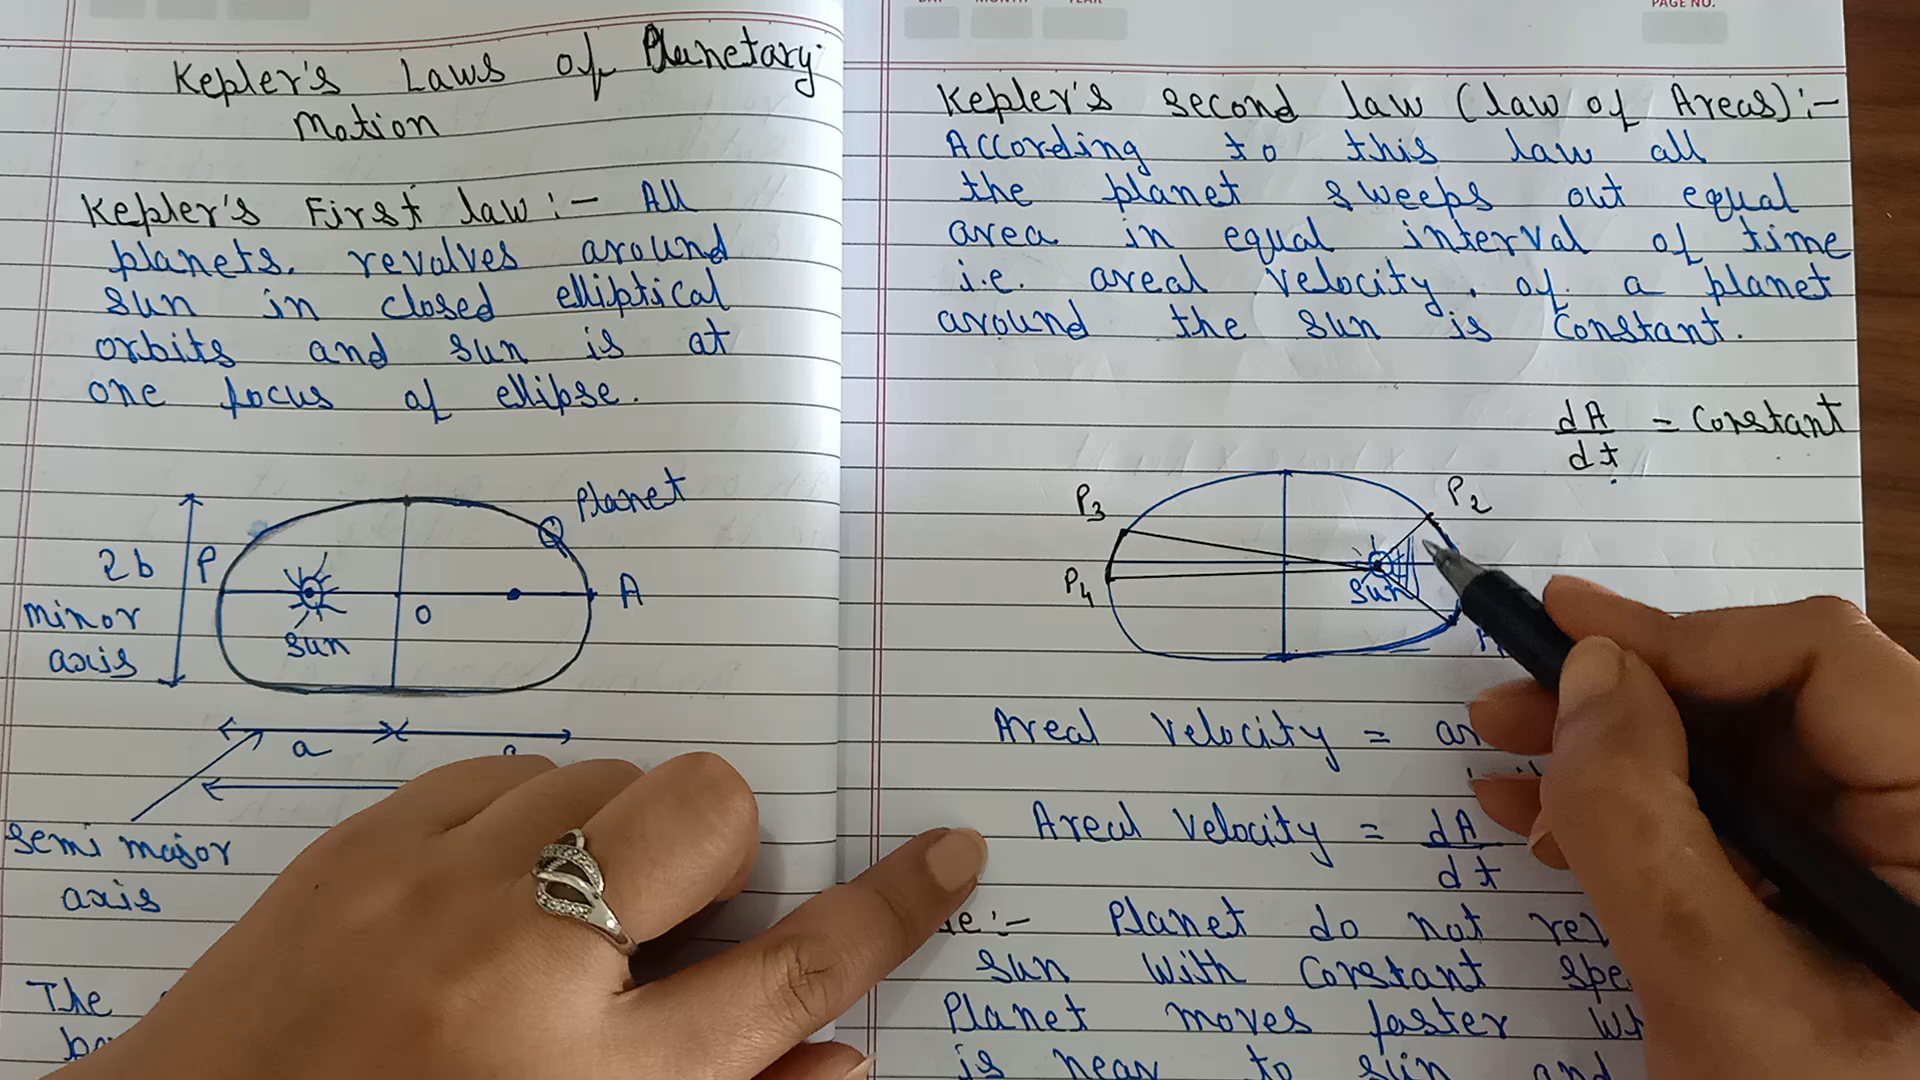 Kepler's Laws of Planetary
Motion
Kepler's First law :- All
planets. revolves around
sun in closed elliptical
orbits and sun is at
one focus of ellipse.
Planet
2b
P
A
O
minor
axis
sun
a
semi major
axis
The
PAGE NO.
Kepler's second law (law of Areas) :-
According to this law all
the planet sweeps out equal
area in equal interval of time
i.e. areal velocity. of a planet
around the sun is constant.
dA = constant
dt
P3
P2
P4
sun
Areal velocity =
Areal velocity = dA
dt
Planet do not
sun with constant
Planet moves faster
is near to sun and